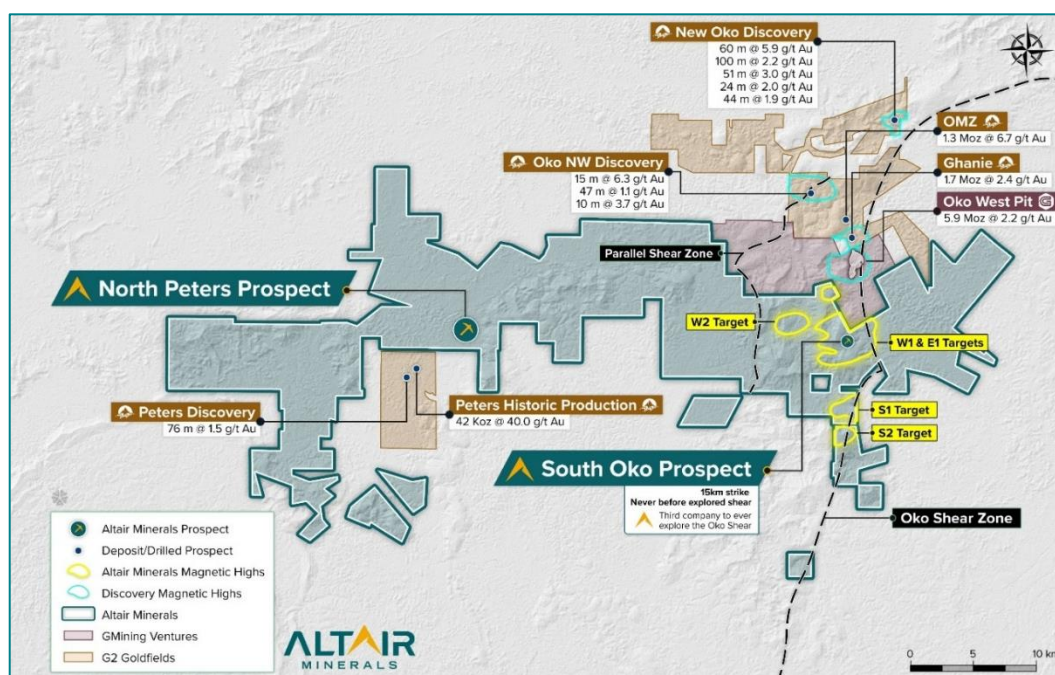 New Oko Discovery
60 m @ 5.9 g/t Au
100 m @ 2.2 g/t Au
51 m @ 3.0 g/t Au
24 m @ 2.0 g/t Au
44 m @ 1.9 g/t Au
OMZ
1.3 Moz @ 6.7 g/t Au
Oko NW Discovery
15 m @ 6.3 g/t Au
47 m @ 1.1 g/t Au
10 m @ 3.7 g/t Au
Ghanie
1.7 Moz @ 2.4 g/t Au
Oko West Pit
5.9 Moz @ 2.2 g/t Au
Parallel Shear Zone
North Peters Prospect
W2 Target
W1 & E1 Targets
Peters Discovery
76 m @ 1.5 g/t Au
Peters Historic Production
42 Koz @ 40.0 g/t Au
S1 Target
S2 Target
South Oko Prospect
15km strike
Never before explored shear
Third company to ever
explore the Oko Shear
Oko Shear Zone
Altair Minerals Prospect
Deposit/Drilled Prospect
Altair Minerals Magnetic Highs
Discovery Magnetic Highs
Altair Minerals
GMining Ventures
G2 Goldfields
ALTAIR
MINERALS
0 5 10 km